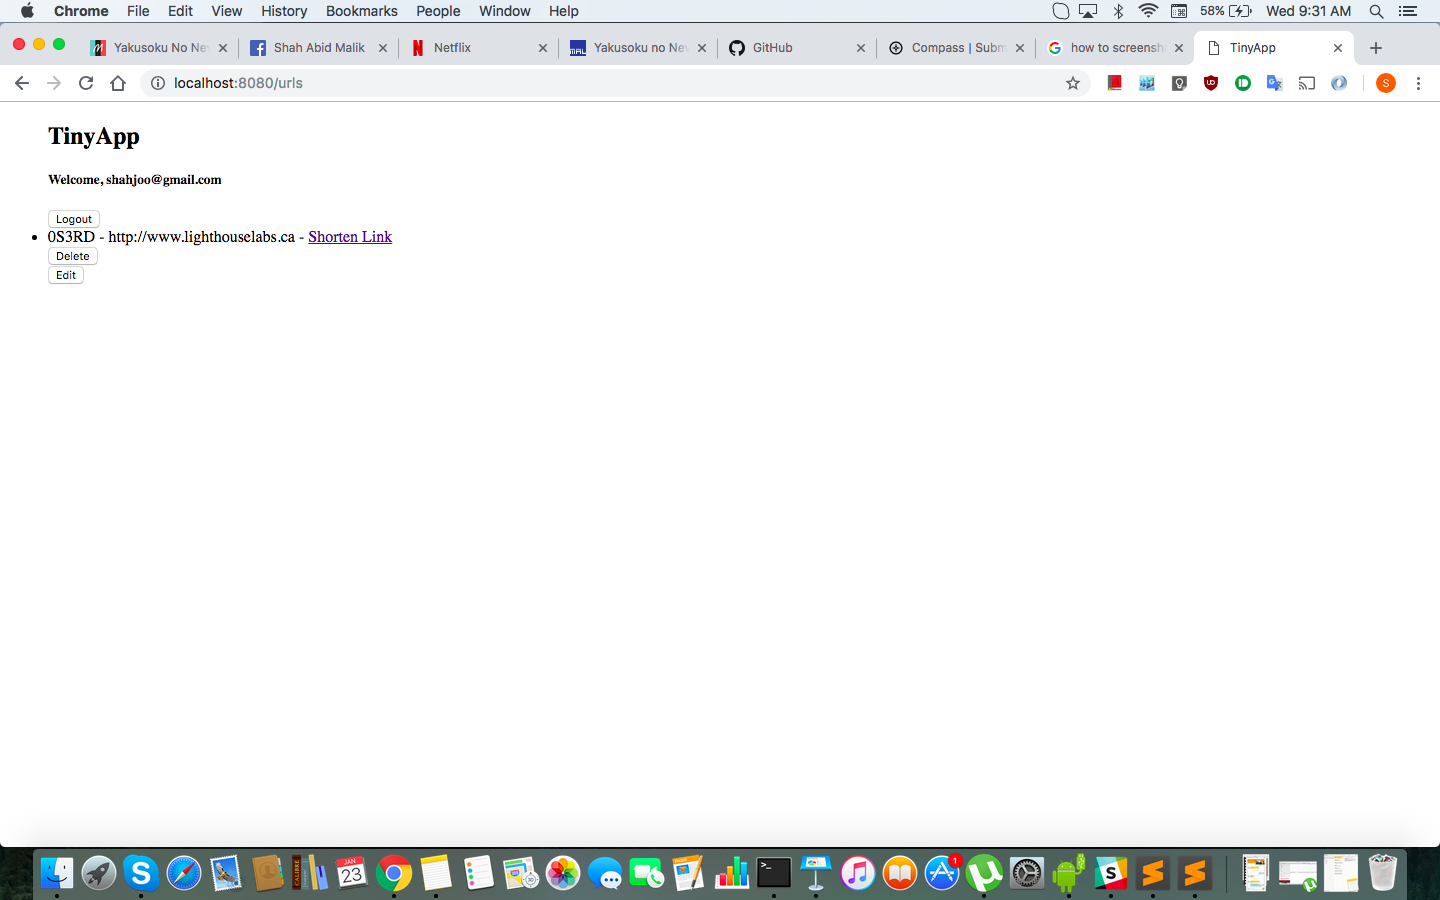 Chrome File Edit View History Bookmarks People Window Help 58% Wed 9:31 AM
Yakusoku No Ne Shah Abid Malik Netflix Yakusoku no Nev GitHub Compass | Subm how to screensh TinyApp
localhost:8080/urls S
TinyApp
Welcome, shahjoo@gmail.com
Logout
0S3RD - http://www.lighthouselabs.ca - Shorten Link
Delete
Edit
JAN
23
1